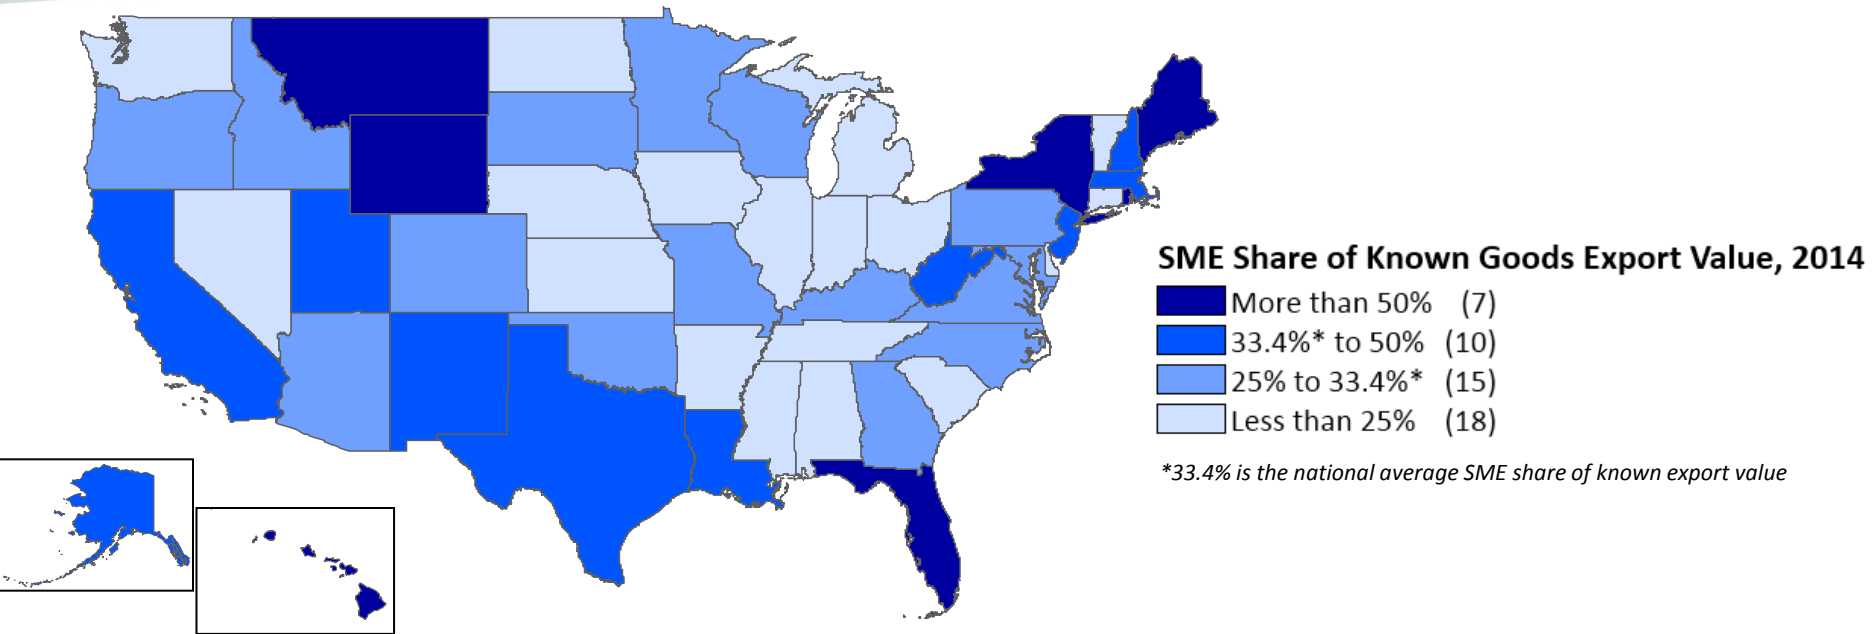 SME Share of Known Goods Export Value, 2014
More than 50% (7)
33.4%* to 50% (10)
25% to 33.4%* (15)
Less than 25% (18)
*33.4% is the national average SME share of known export value